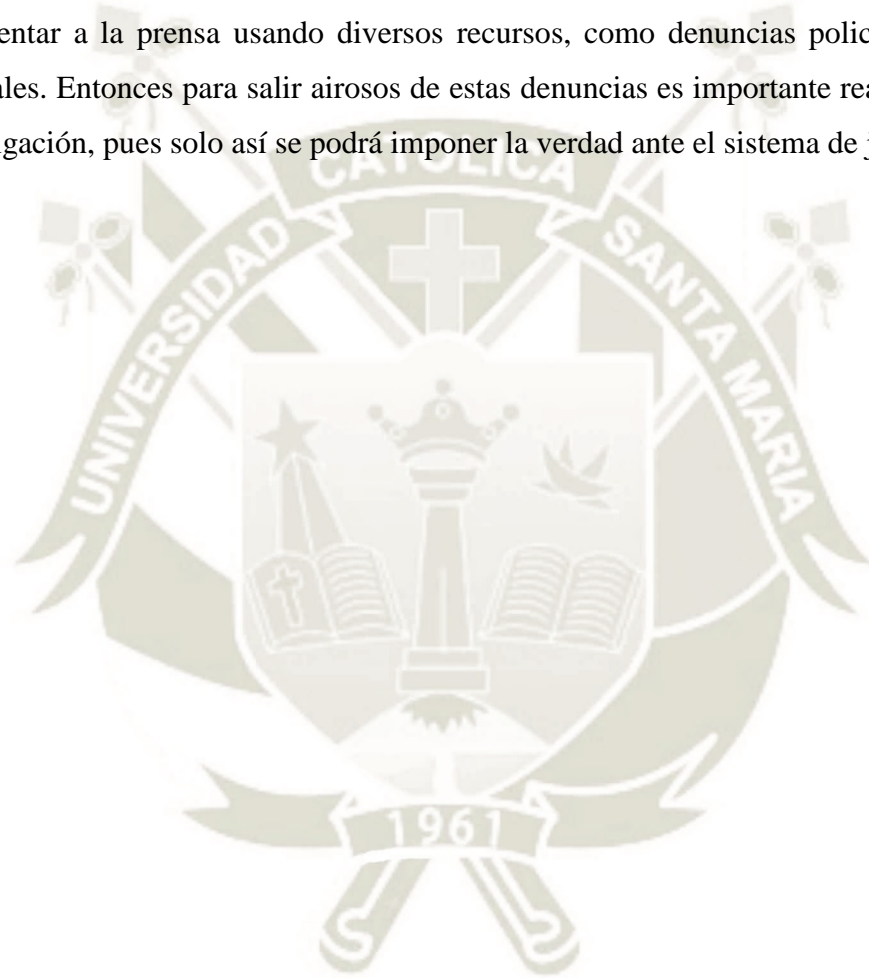 entar a la prensa usando diversos recursos, como denuncias polic
ales. Entonces para salir airosos de estas denuncias es importante rea
igación, pues solo así se podrá imponer la verdad ante el sistema de j
UNIVERSIDAD CATOLICA SANTA MARIA
1961